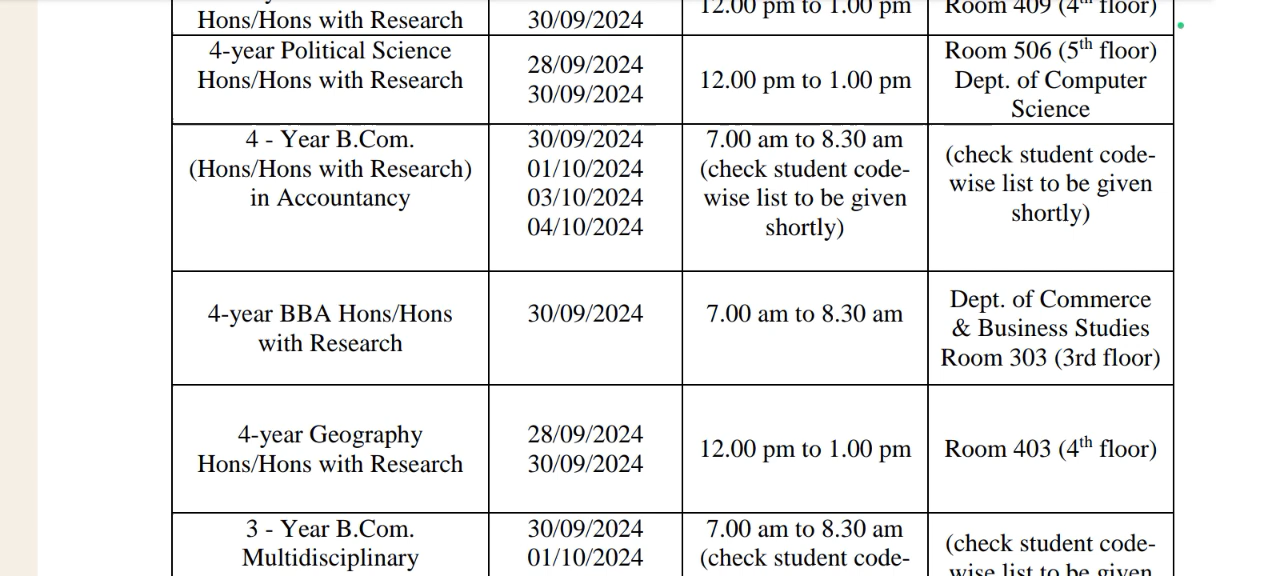 Hons/Hons with Research
30/09/2024
12.00 pm to 1.00 pm
Room 409 (4th floor)
4-year Political Science
Hons/Hons with Research
28/09/2024
30/09/2024
12.00 pm to 1.00 pm
Room 506 (5th floor)
Dept. of Computer
Science
4 - Year B.Com.
(Hons/Hons with Research)
in Accountancy
30/09/2024
01/10/2024
03/10/2024
04/10/2024
7.00 am to 8.30 am
(check student code-
wise list to be given
shortly)
(check student code-
wise list to be given
shortly)
4-year BBA Hons/Hons
with Research
30/09/2024
7.00 am to 8.30 am
Dept. of Commerce
& Business Studies
Room 303 (3rd floor)
4-year Geography
Hons/Hons with Research
28/09/2024
30/09/2024
12.00 pm to 1.00 pm
Room 403 (4th floor)
3 - Year B.Com.
Multidisciplinary
30/09/2024
01/10/2024
7.00 am to 8.30 am
(check student code-
(check student code-
wise list to be given